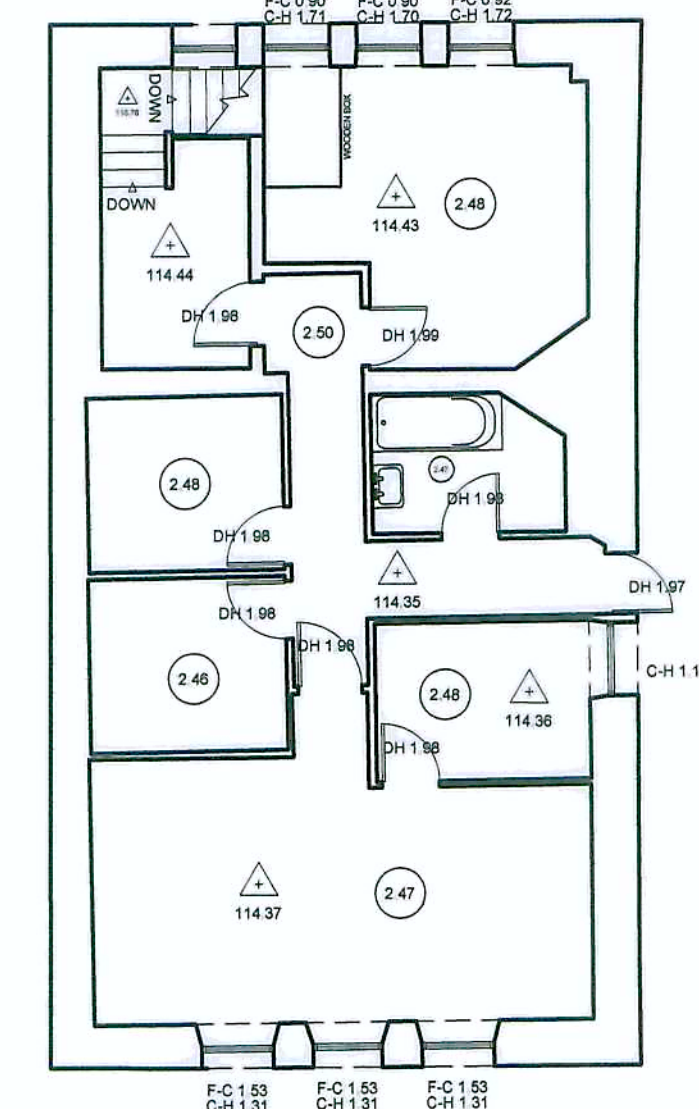 F-C 0.90
C-H 1.71
F-C 0.90
C-H 1.70
F-C 0.92
C-H 1.72
DOWN
WOODEN BOX
DOWN
114.43
2.48
114.44
DH 1.98
2.50
DH 1.99
2.48
2.47
DH 1.98
DH 1.93
114.35
DH 1.97
DH 1.98
DH 1.98
C-H 1.1
2.46
2.48
114.36
DH 1.98
114.37
2.47
F-C 1.53
C-H 1.31
F-C 1.53
C-H 1.31
F-C 1.53
C-H 1.31